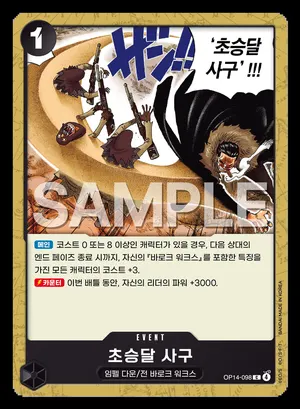 1
‘초승달
사구’!!!
SAMPLE
메인 코스트 0 또는 8 이상인 캐릭터가 있을 경우, 다음 상대의
엔드 페이즈 종료 시까지, 자신의 『바로크 워크스』를 포함한 특징을
가진 모든 캐릭터의 코스트 +3.
카운터 이번 배틀 동안, 자신의 리더의 파워 +3000.
EVENT
초승달 사구
임펠 다운/전 바로크 워크스
OP14-098 C